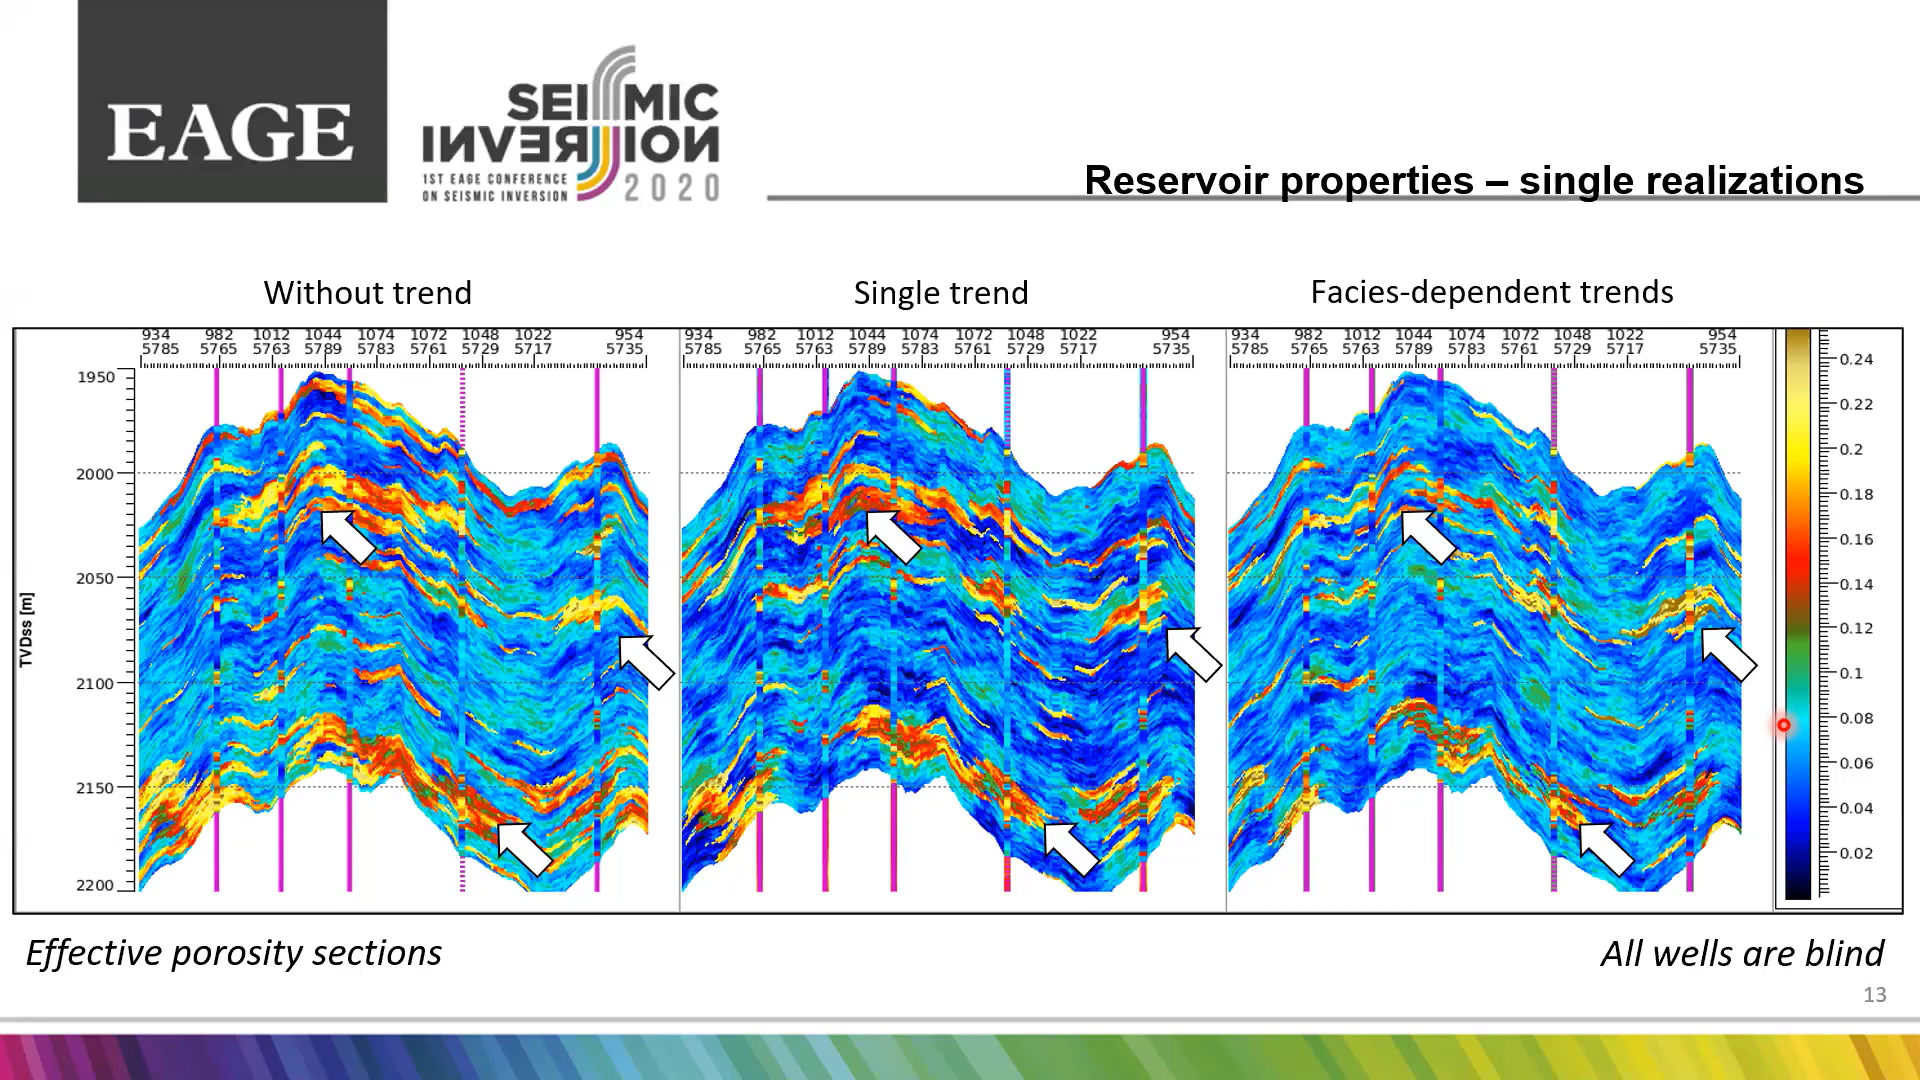 EAGE
SEISMIC
INVERSION
1ST EAGE CONFERENCE
ON SEISMIC INVERSION
2020
Reservoir properties – single realizations
Without trend
Single trend
Facies-dependent trends
934 982 1012 1044 1074 1072 1048 1022 954
5785 5765 5763 5789 5783 5761 5729 5717 5735
934 982 1012 1044 1074 1072 1048 1022 954
5785 5765 5763 5789 5783 5761 5729 5717 5735
934 982 1012 1044 1074 1072 1048 1022 954
5785 5765 5763 5789 5783 5761 5729 5717 5735
TVDss [m]
1950
2000
2050
2100
2150
2200
0.24
0.22
0.2
0.18
0.16
0.14
0.12
0.1
0.08
0.06
0.04
0.02
Effective porosity sections
All wells are blind
13